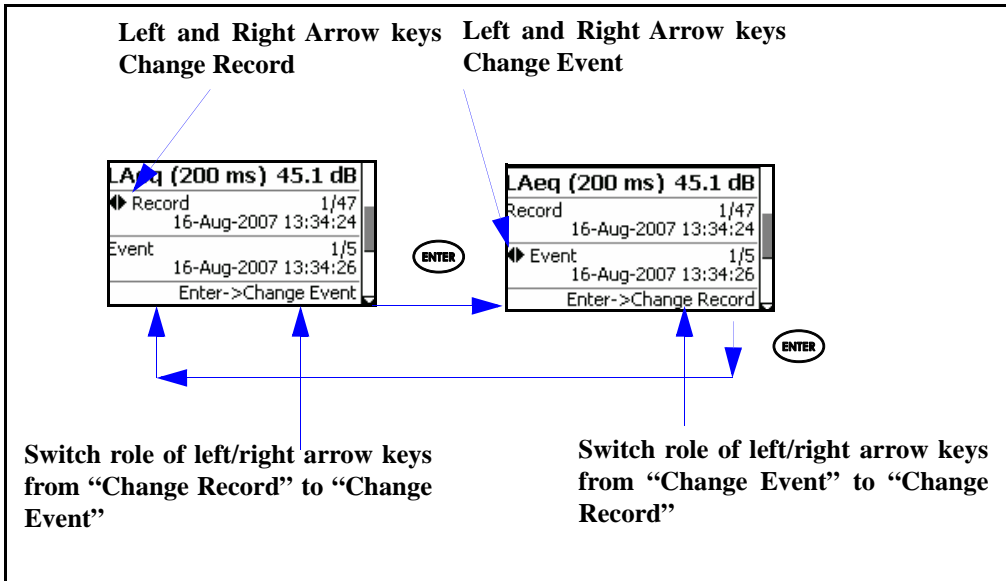 Left and Right Arrow keys
Change Record
Left and Right Arrow keys
Change Event
LAeq (200 ms) 45.1 dB
Record 1/47
16-Aug-2007 13:34:24
Event 1/5
16-Aug-2007 13:34:26
Enter->Change Event
ENTER
LAeq (200 ms) 45.1 dB
Record 1/47
16-Aug-2007 13:34:24
Event 1/5
16-Aug-2007 13:34:26
Enter->Change Record
ENTER
Switch role of left/right arrow keys
from “Change Record” to “Change
Event”
Switch role of left/right arrow keys
from “Change Event” to “Change
Record”